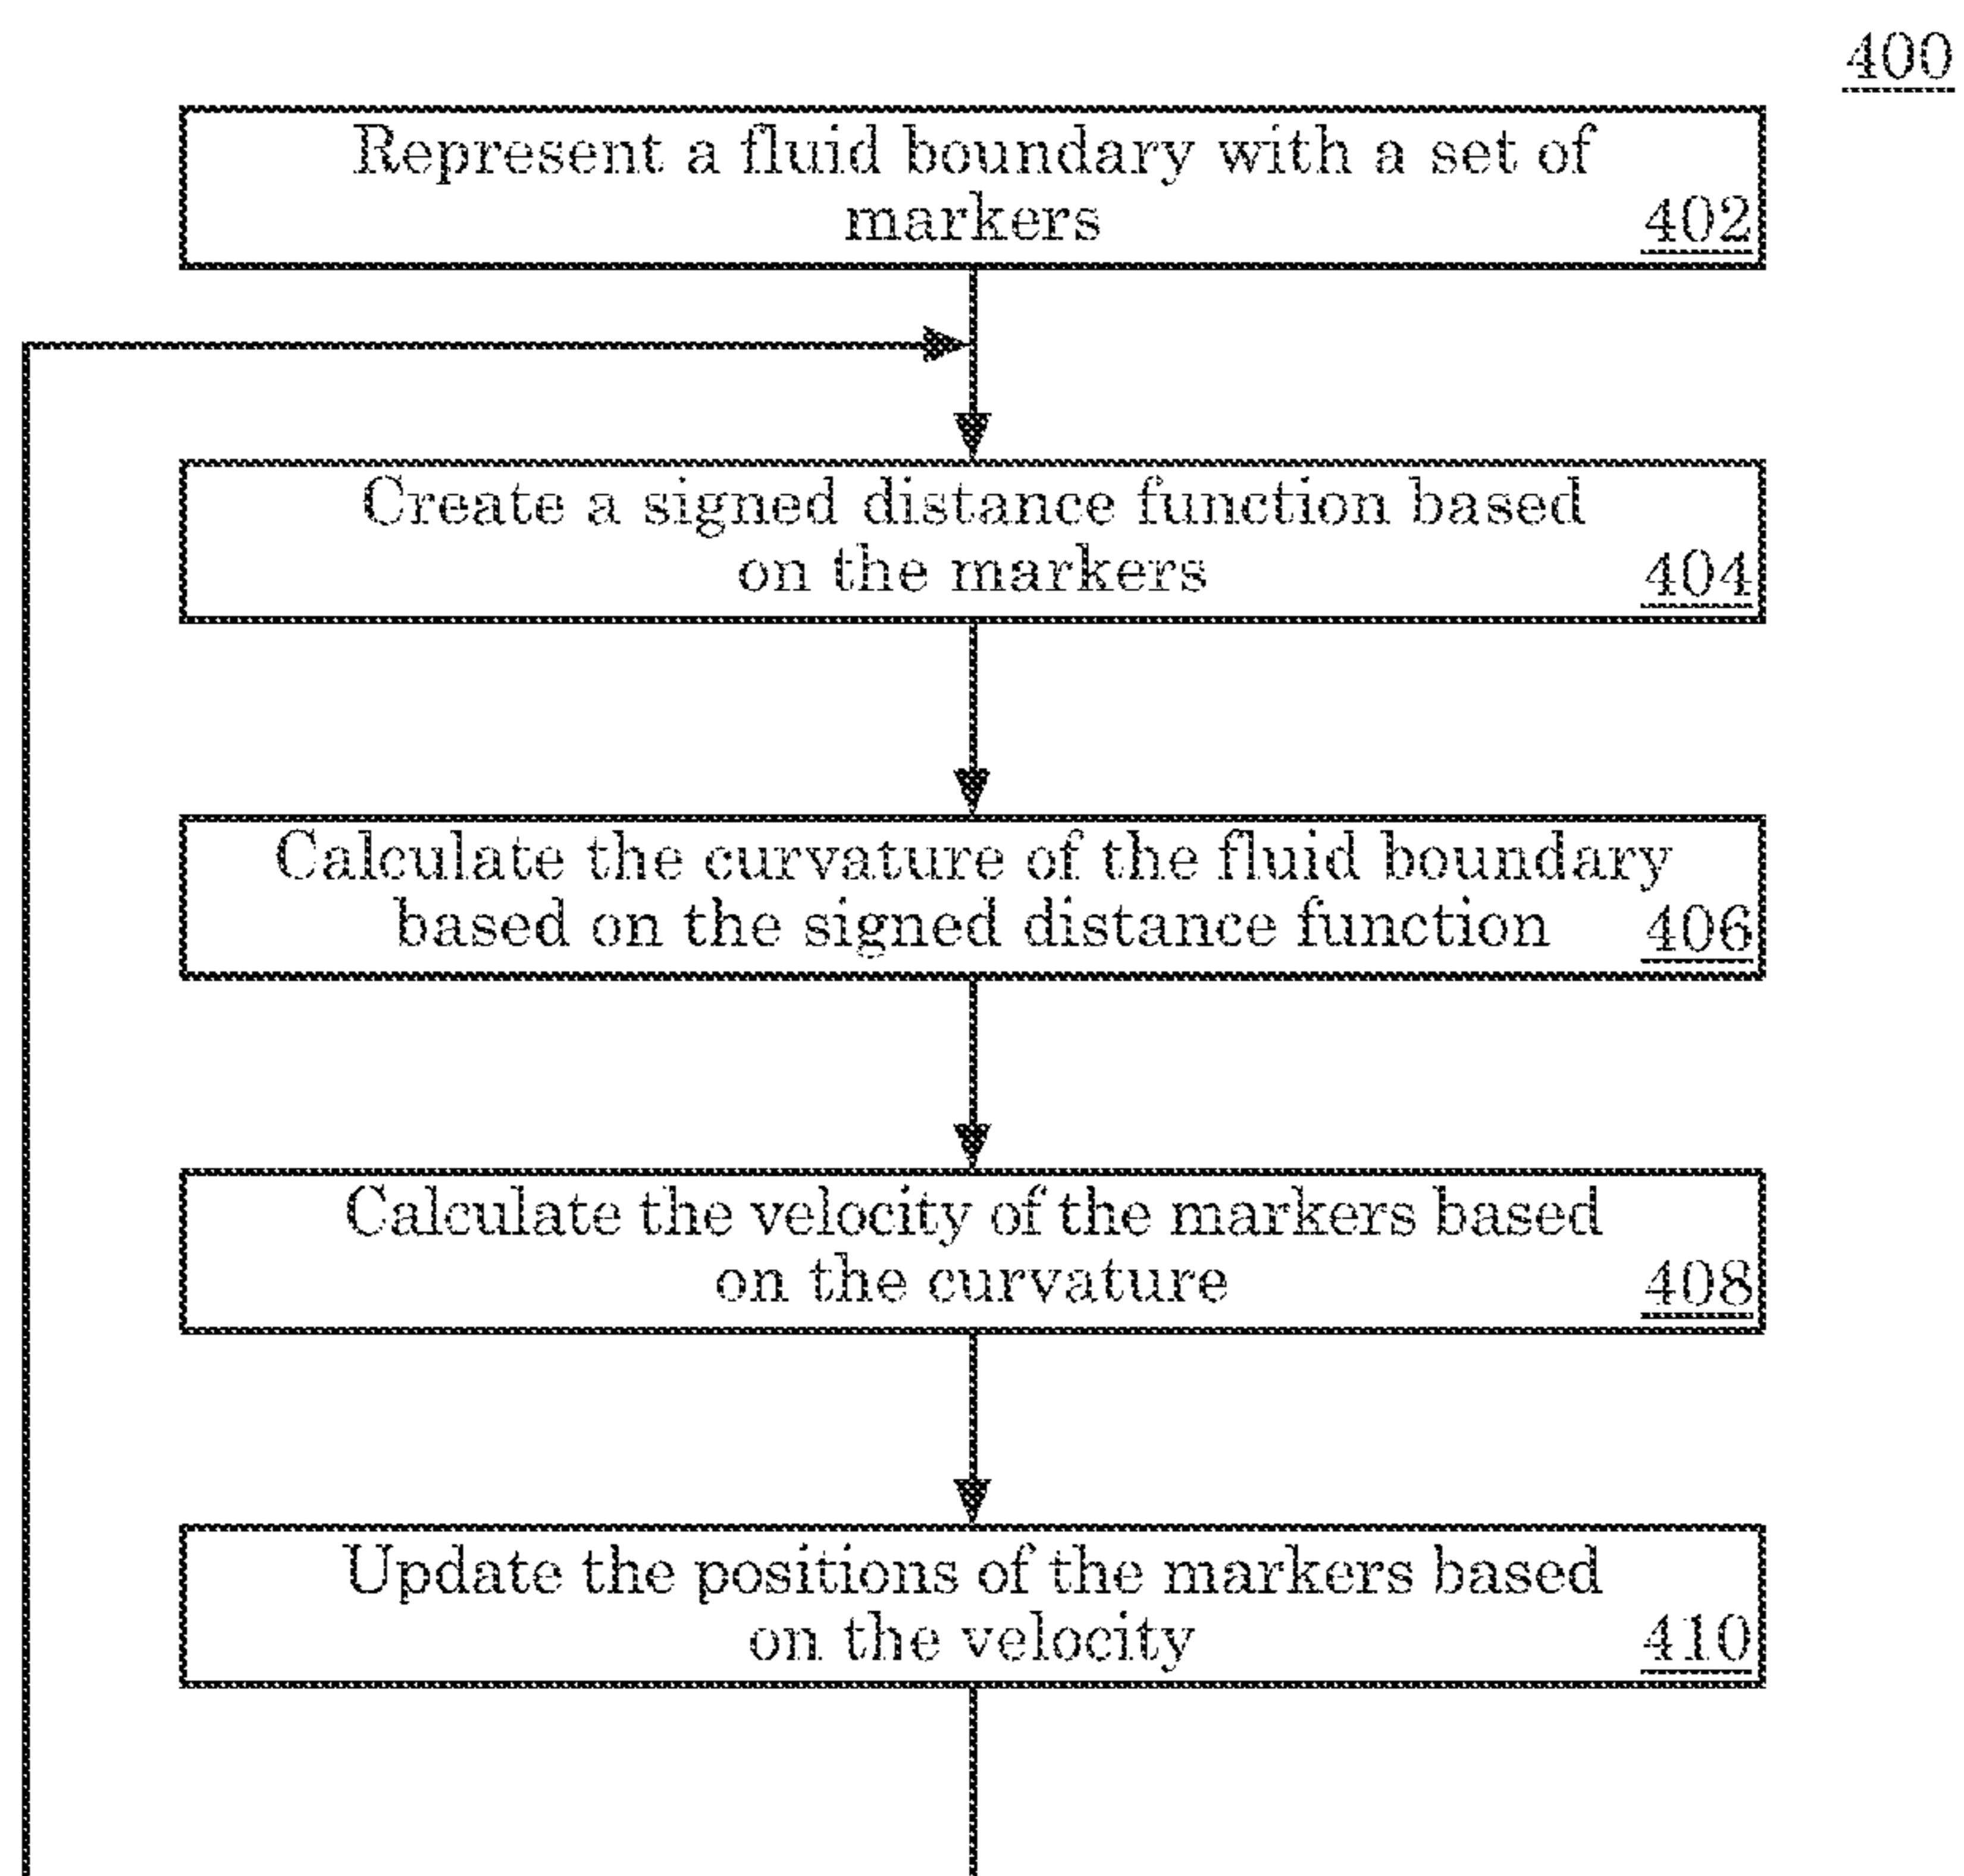 400
Represent a fluid boundary with a set of
markers
402
Create a signed distance function based
on the markers
404
Calculate the curvature of the fluid boundary
based on the signed distance function
406
Calculate the velocity of the markers based
on the curvature
408
Update the positions of the markers based
on the velocity
410